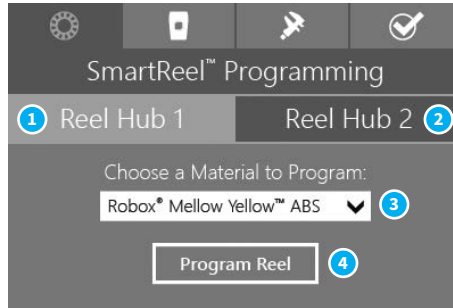 SmartReel™ Programming
1 Reel Hub 1 Reel Hub 2 2
Choose a Material to Program:
Robox® Mellow Yellow™ ABS 3
Program Reel 4